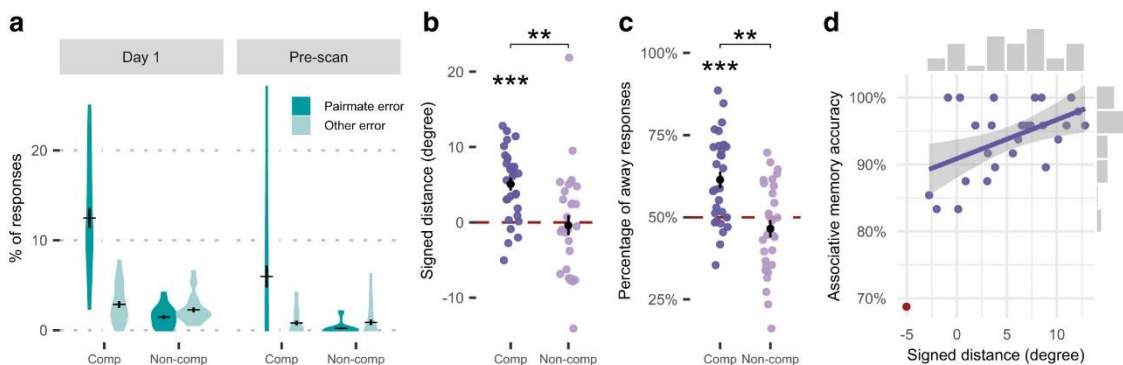 a
Day 1
Pre-scan
Pairmate error
Other error
% of responses
20
10
0
Comp
Non-comp
Comp
Non-comp
b
**
***
Signed distance (degree)
20
10
0
-10
Comp
Non-comp
c
**
***
Percentage of away responses
100%
75%
50%
25%
Comp
Non-comp
d
Associative memory accuracy
100%
90%
80%
70%
-5
0
5
10
Signed distance (degree)